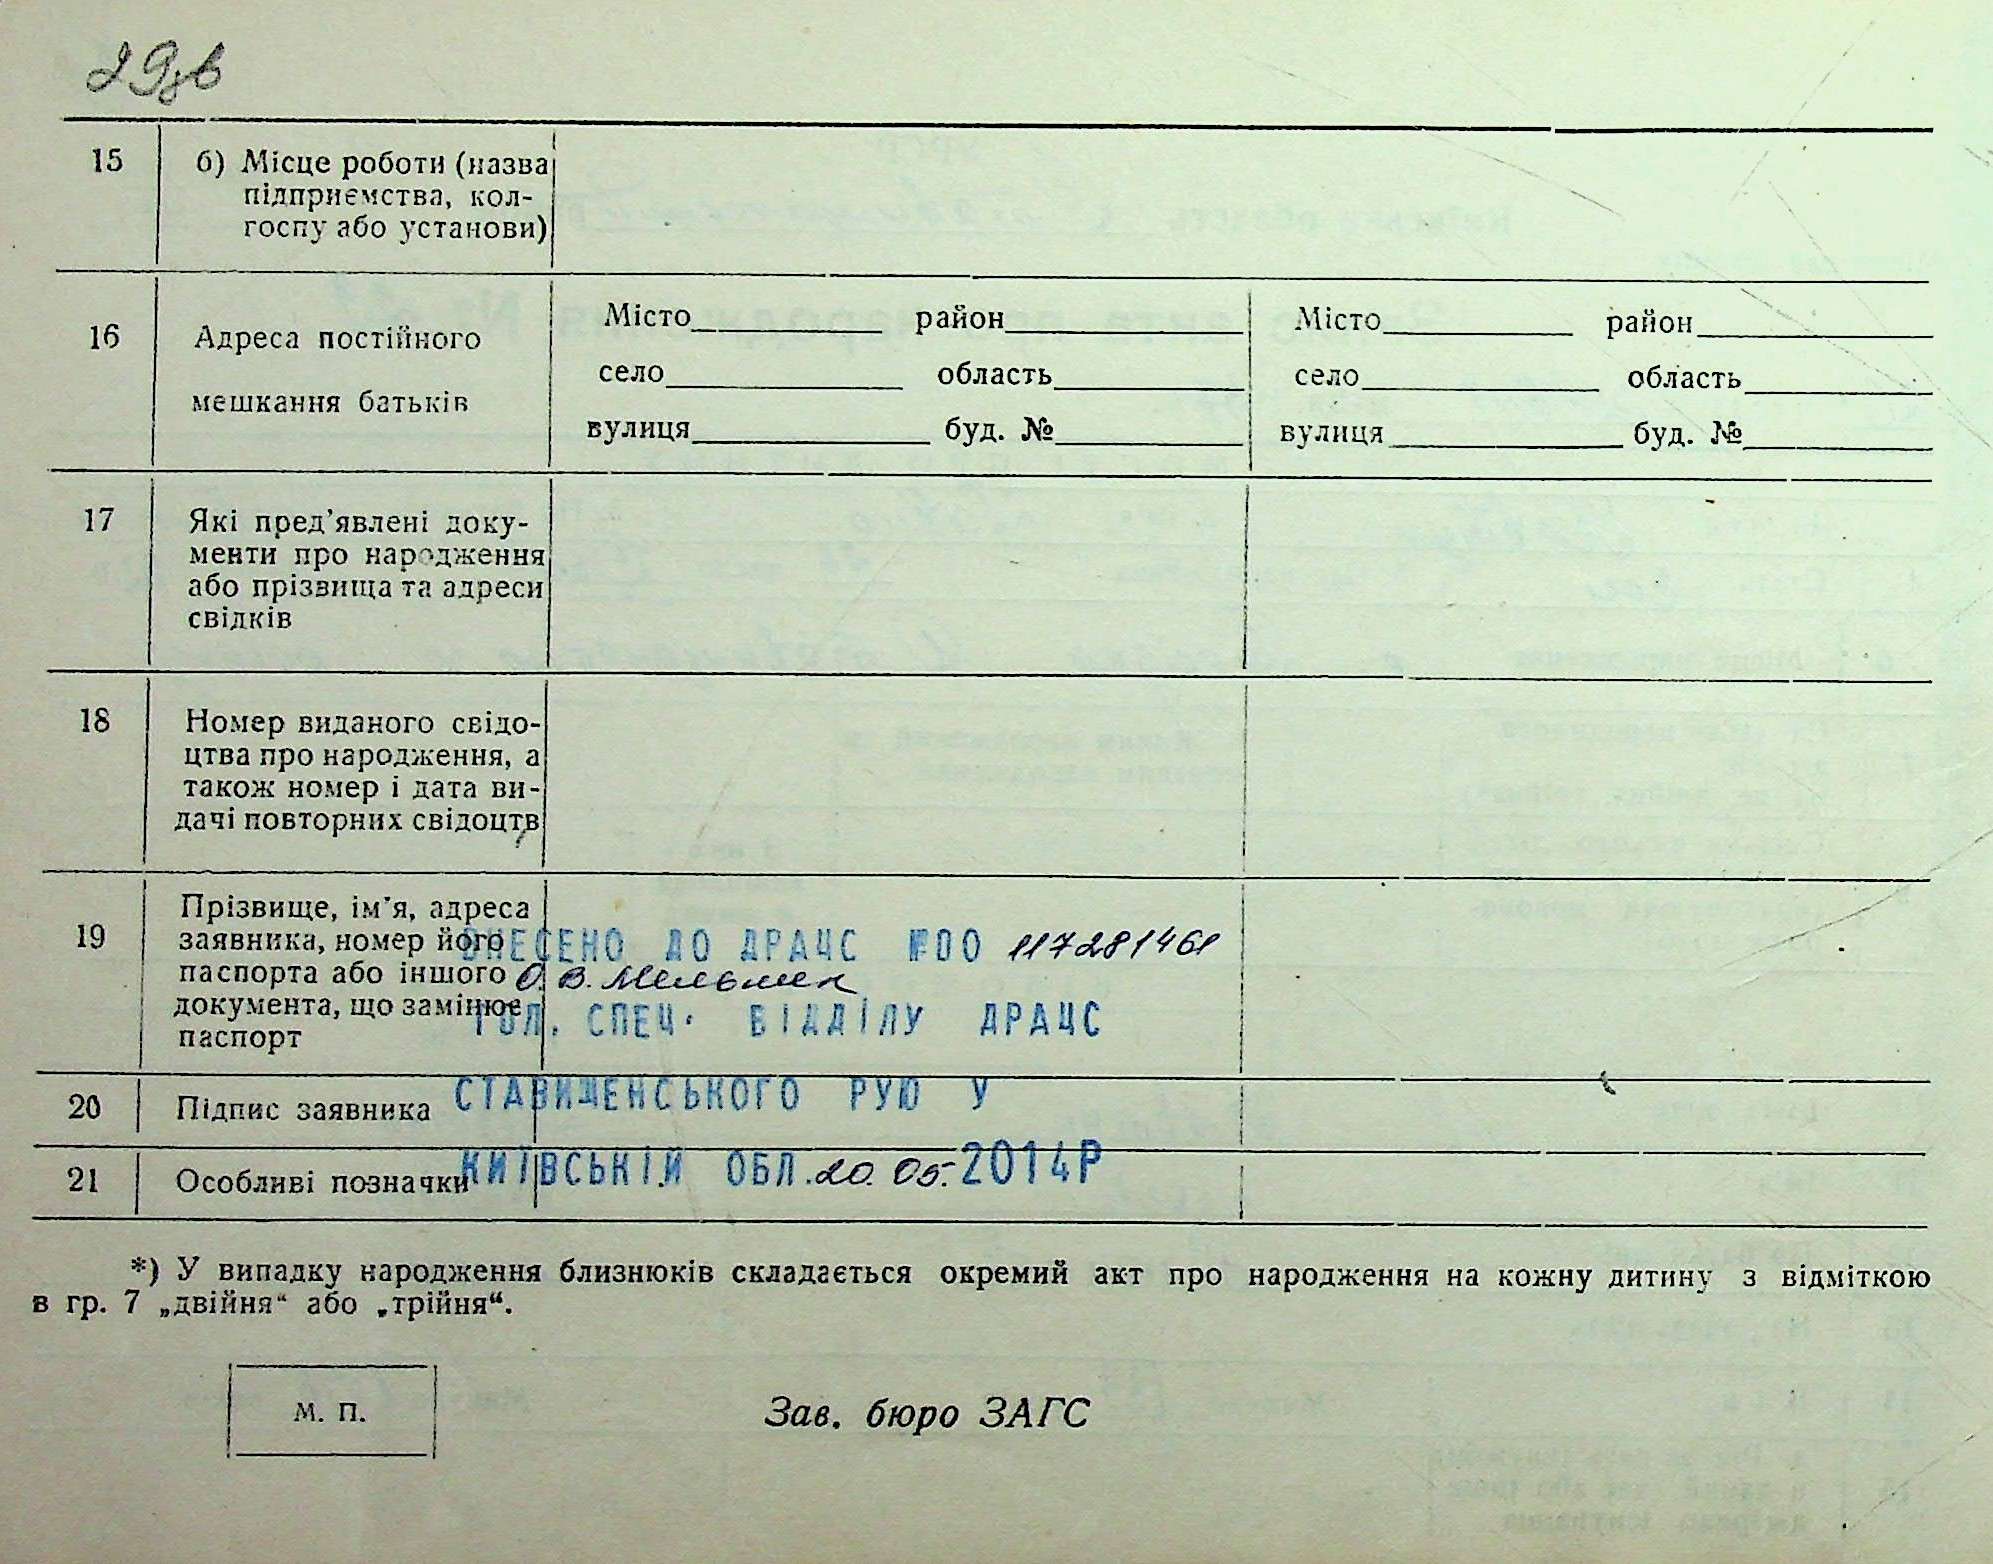 29зв
15 б) Місце роботи (назва
підприємства, кол-
госпу або установи)
16 Адреса постійного
мешкання батьків
Місто район Місто район
село область село область
вулиця буд. № вулиця буд. №
17 Які пред’явлені доку-
менти про народження
або прізвища та адреси
свідків
18 Номер виданого свідо-
цтва про народження, а
також номер і дата ви-
дачі повторних свідоцтв
19 Прізвище, ім'я, адреса
заявника, номер його
паспорта або іншого
документа, що замінює
паспорт
ВНЕСЕНО ДО ДРАЦС №00 117281461
О. В. Мельник
ГОЛ. СПЕЦ. ВІДДІЛУ ДРАЦС
20 Підпис заявника
СТАВИЩЕНСЬКОГО РУЮ У
21 Особливі позначки
КИЇВСЬКІЙ ОБЛ. 20. 05. 2014Р
*) У випадку народження близнюків складається окремий акт про народження на кожну дитину з відміткою
в гр. 7 „двійня“ або „трійня“.
М. П. Зав. бюро ЗАГС